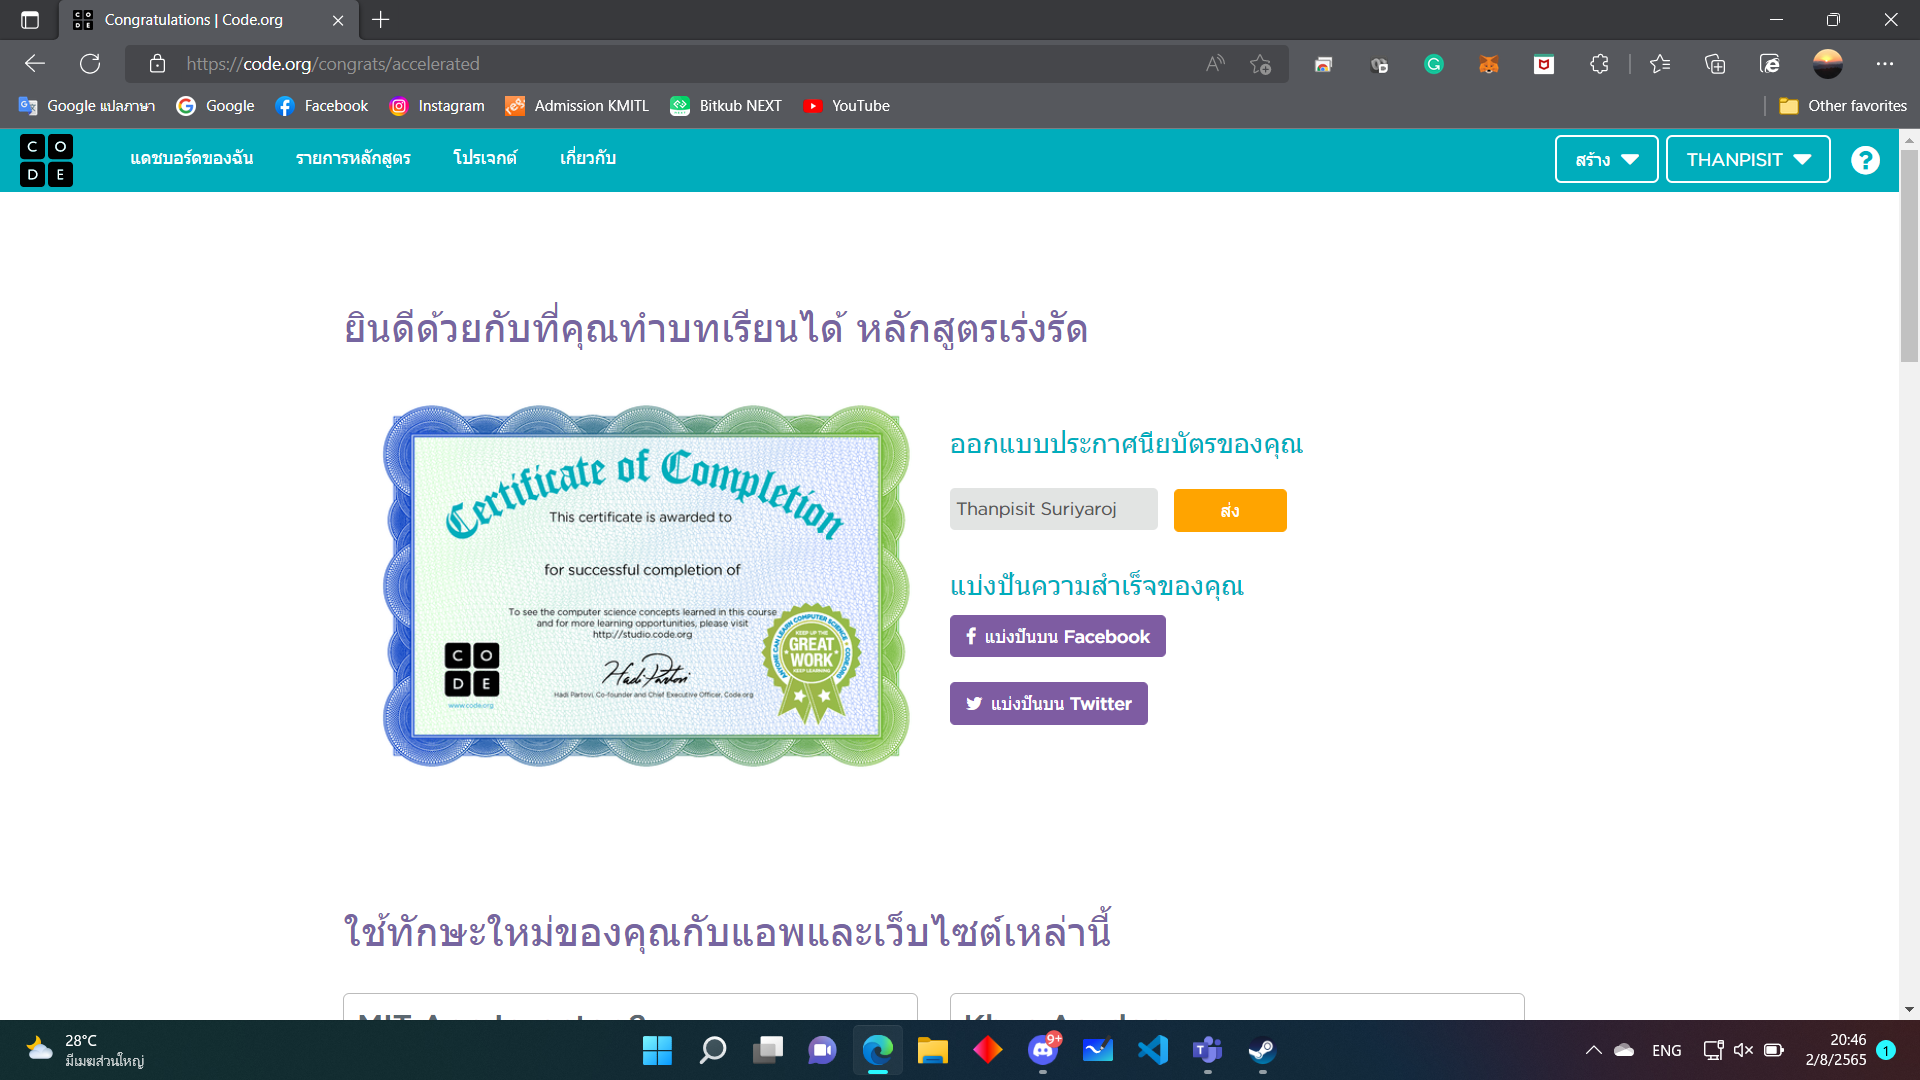 Congratulations | Code.org
https://code.org/congrats/accelerated
Google แปลภาษา
Google
Facebook
Instagram
Admission KMITL
Bitkub NEXT
YouTube
Other favorites
C O
D E
แดชบอร์ดของฉัน
รายการหลักสูตร
โปรเจกต์
เกี่ยวกับ
สร้าง
THANPISIT
?
ยินดีด้วยกับที่คุณทำบทเรียนได้ หลักสูตรเร่งรัด
Certificate of Completion
This certificate is awarded to
for successful completion of
To see the computer science concepts learned in this course
and for more learning opportunities, please visit
http://studio.code.org
C O
D E
www.code.org
Hadi Partovi
Hadi Partovi, Co-founder and Chief Executive Officer, Code.org
ANYONE CAN LEARN COMPUTER SCIENCE • CODE.ORG
KEEP UP THE
GREAT
WORK
KEEP LEARNING
ออกแบบประกาศนียบัตรของคุณ
Thanpisit Suriyaroj
ส่ง
แบ่งปันความสำเร็จของคุณ
แบ่งปันบน Facebook
แบ่งปันบน Twitter
ใช้ทักษะใหม่ของคุณกับแอพและเว็บไซต์เหล่านี้
28°C
มีเมฆส่วนใหญ่
9+
ENG
20:46
2/8/2565
1